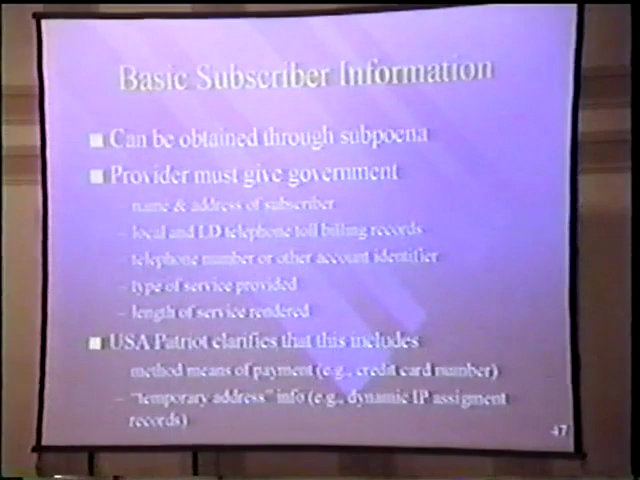 Basic Subscriber Information
Can be obtained through subpoena
Provider must give government
name & address of subscriber
– local and LD telephone toll billing records
– telephone number or other account identifier
– type of service provided
– length of service rendered
USA Patriot clarifies that this includes
method means of payment (e.g., credit card number)
– "temporary address" info (e.g., dynamic IP assigment
records)
47